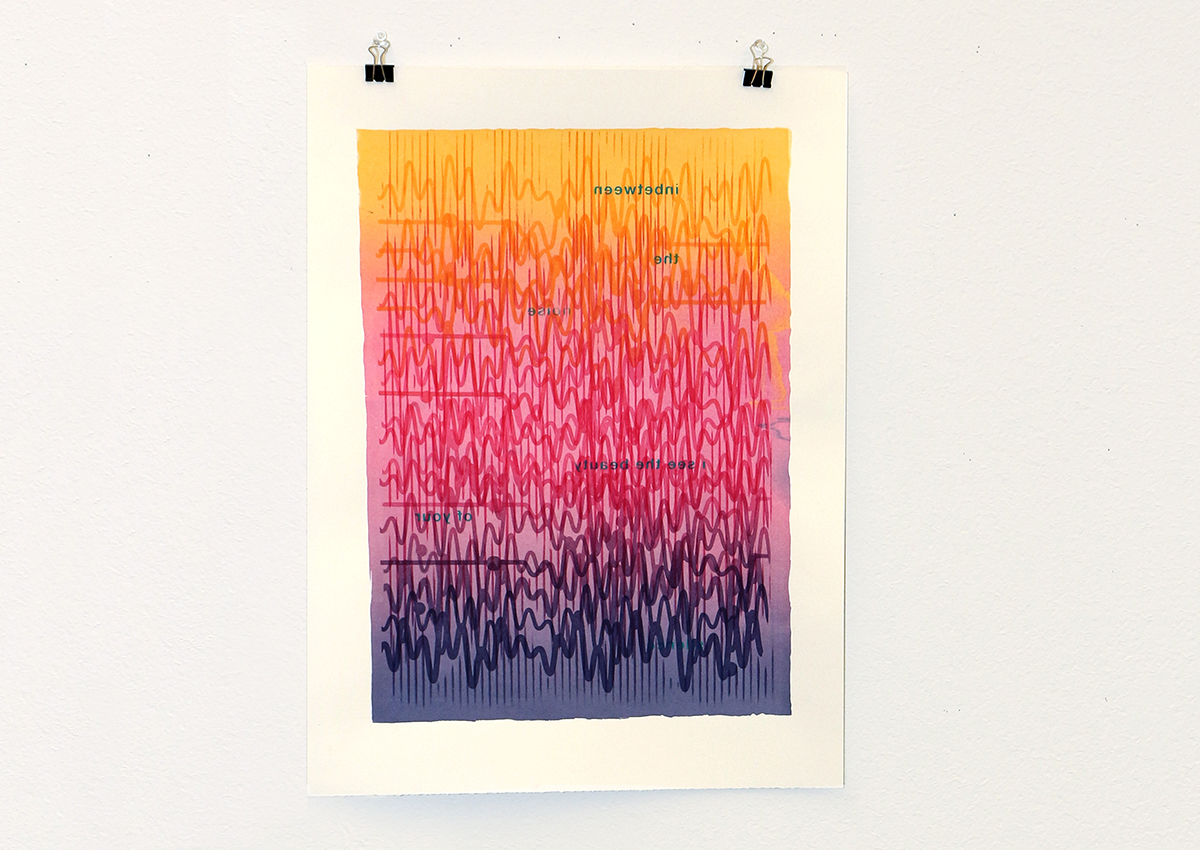 inbetween
the
noise
i see the beauty
of your